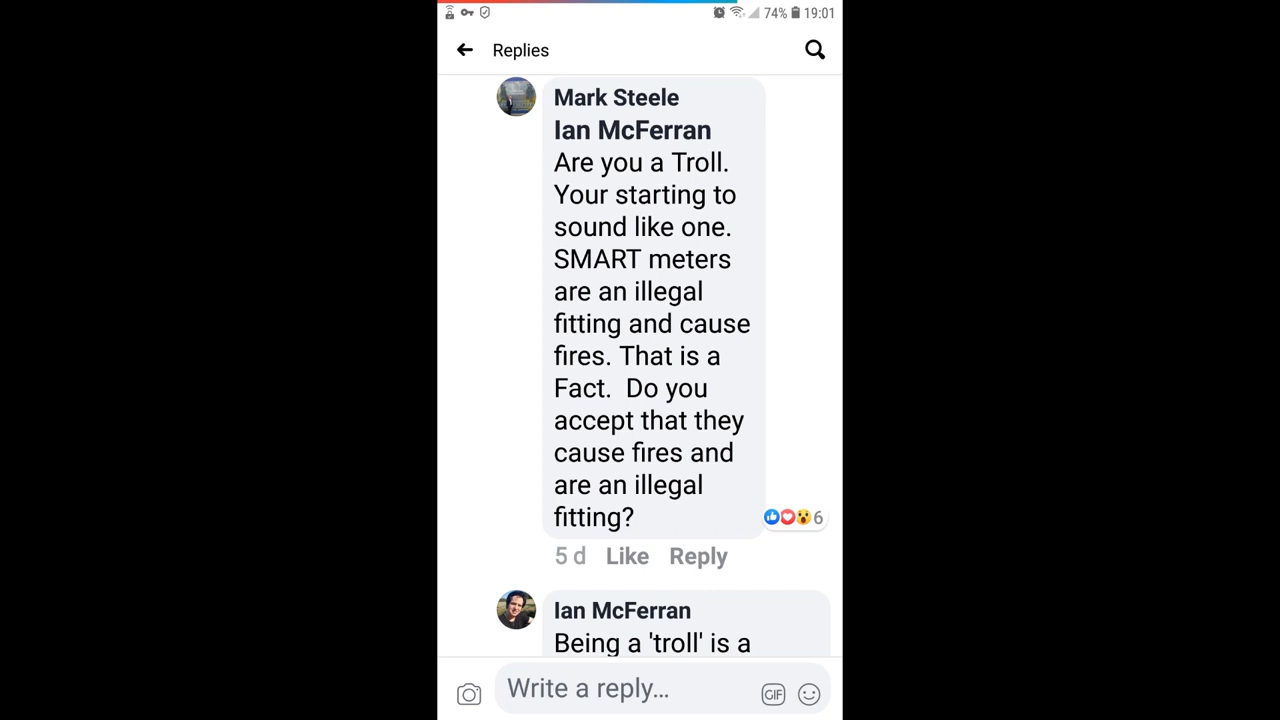 74% 19:01
Replies
Mark Steele
Ian McFerran
Are you a Troll.
Your starting to
sound like one.
SMART meters
are an illegal
fitting and cause
fires. That is a
Fact. Do you
accept that they
cause fires and
are an illegal
fitting?
6
5 d Like Reply
Ian McFerran
Being a 'troll' is a
Write a reply...
GIF